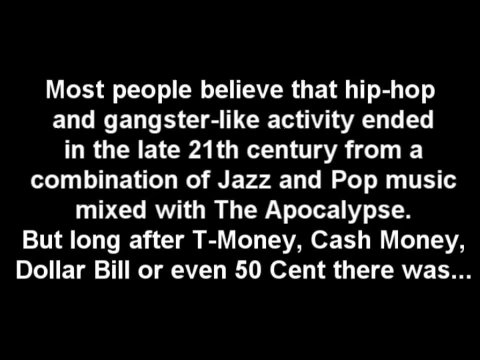 Most people believe that hip-hop
and gangster-like activity ended
in the late 21th century from a
combination of Jazz and Pop music
mixed with The Apocalypse.
But long after T-Money, Cash Money,
Dollar Bill or even 50 Cent there was...